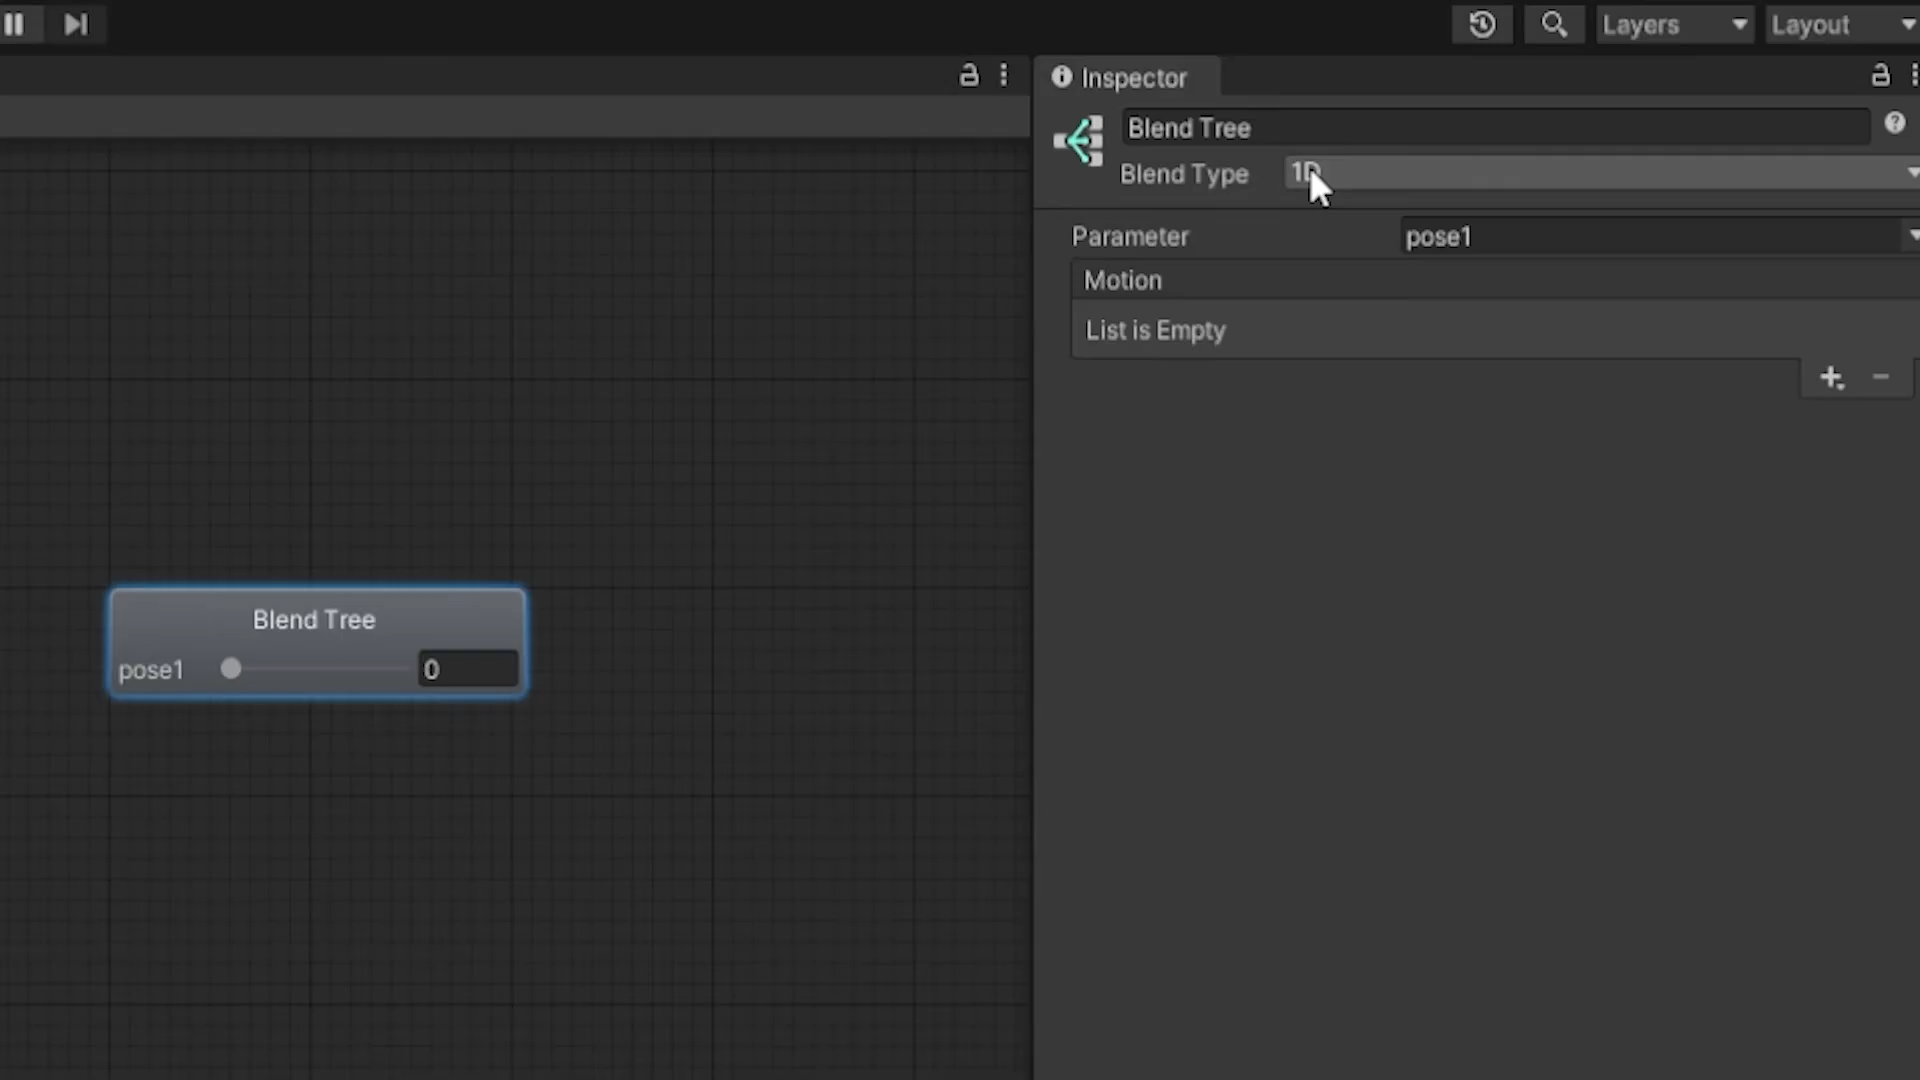 Layers
Layout
Inspector
Blend Tree
Blend Type
1D
Parameter
pose1
Motion
List is Empty
Blend Tree
pose1
0